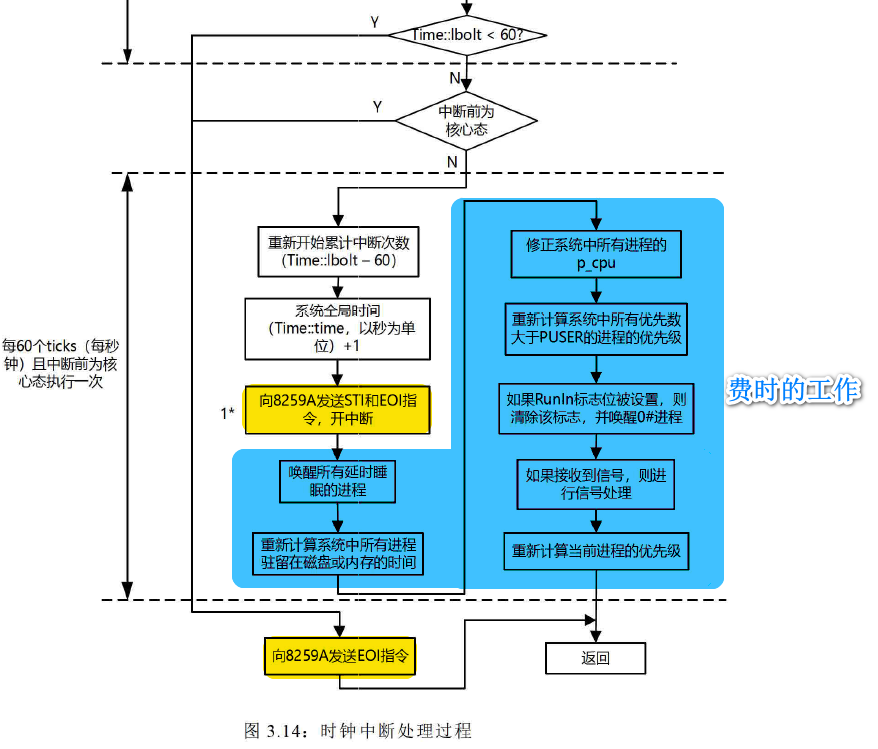 Y
Time::lbolt < 60?
N
Y
中断前为
核心态
N
重新开始累计中断次数
(Time::lbolt – 60)
系统全局时间
(Time::time, 以秒为单
位) +1
每60个ticks(每秒
钟)且中断前为核
心态执行一次
1*
向8259A发送STI和EOI指
令,开中断
唤醒所有延时睡
眠的进程
重新计算系统中所有进程
驻留在磁盘或内存的时间
修正系统中所有进程的
p_cpu
重新计算系统中所有优先数
大于PUSER的进程的优先级
如果RunIn标志位被设置,则
清除该标志,并唤醒0#进程
如果接收到信号,则进
行信号处理
重新计算当前进程的优先级
费时的工作
向8259A发送EOI指令
返回
图 3.14:时钟中断处理过程